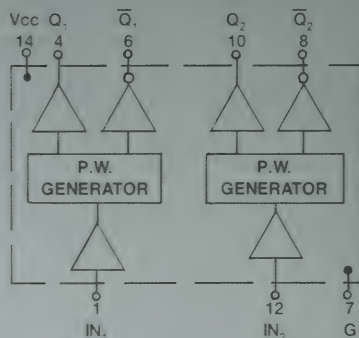 Vcc Q₁ Q̅₁ Q₂ Q̅₂
14 4 6 10 8
P.W. GENERATOR
P.W. GENERATOR
1 12 7
IN₁ IN₂ G